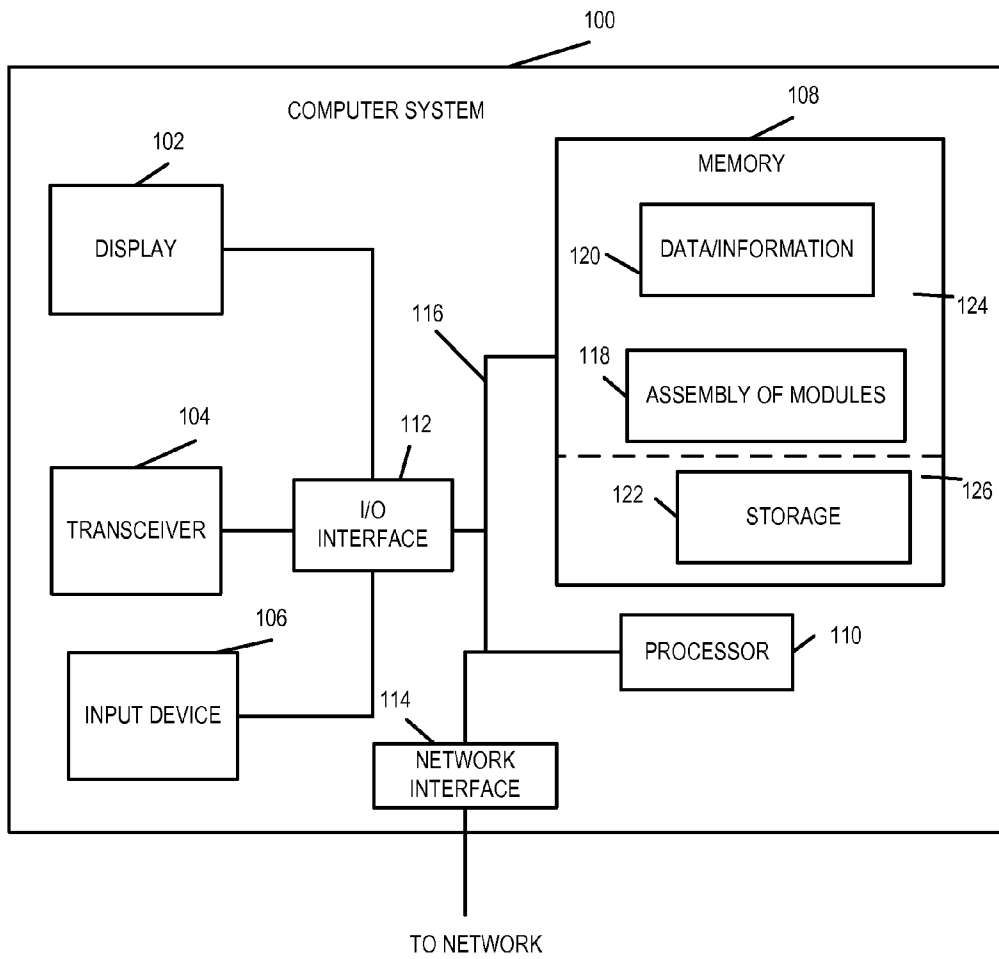 100
COMPUTER SYSTEM
108
MEMORY
102
DISPLAY
DATA/INFORMATION
120
124
116
118
ASSEMBLY OF MODULES
104
112
TRANSCEIVER
I/O
INTERFACE
122
STORAGE
126
106
INPUT DEVICE
PROCESSOR
110
114
NETWORK
INTERFACE
TO NETWORK